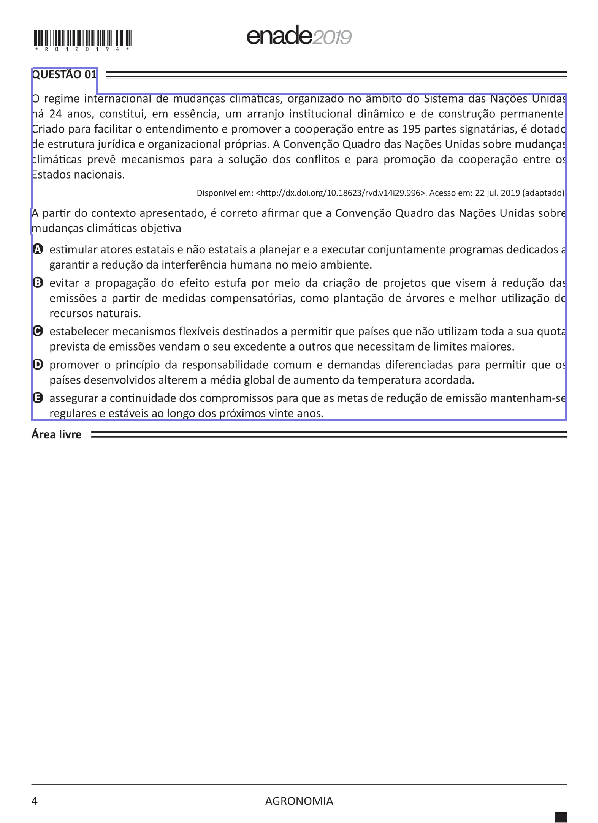 *R0120194*
enade2019
QUESTÃO 01
O regime internacional de mudanças climáticas, organizado no âmbito do Sistema das Nações Unidas
há 24 anos, constitui, em essência, um arranjo institucional dinâmico e de construção permanente.
Criado para facilitar o entendimento e promover a cooperação entre as 195 partes signatárias, é dotado
de estrutura jurídica e organizacional próprias. A Convenção Quadro das Nações Unidas sobre mudanças
climáticas prevê mecanismos para a solução dos conflitos e para promoção da cooperação entre os
Estados nacionais.
Disponível em: <http://dx.doi.org/10.18623/rvd.v14i29.996>. Acesso em: 22 jul. 2019 (adaptado).
A partir do contexto apresentado, é correto afirmar que a Convenção Quadro das Nações Unidas sobre
mudanças climáticas objetiva
A estimular atores estatais e não estatais a planejar e a executar conjuntamente programas dedicados a
garantir a redução da interferência humana no meio ambiente.
B evitar a propagação do efeito estufa por meio da criação de projetos que visem à redução das
emissões a partir de medidas compensatórias, como plantação de árvores e melhor utilização de
recursos naturais.
C estabelecer mecanismos flexíveis destinados a permitir que países que não utilizam toda a sua quota
prevista de emissões vendam o seu excedente a outros que necessitam de limites maiores.
D promover o princípio da responsabilidade comum e demandas diferenciadas para permitir que os
países desenvolvidos alterem a média global de aumento da temperatura acordada.
E assegurar a continuidade dos compromissos para que as metas de redução de emissão mantenham-se
regulares e estáveis ao longo dos próximos vinte anos.
Área livre
4
AGRONOMIA